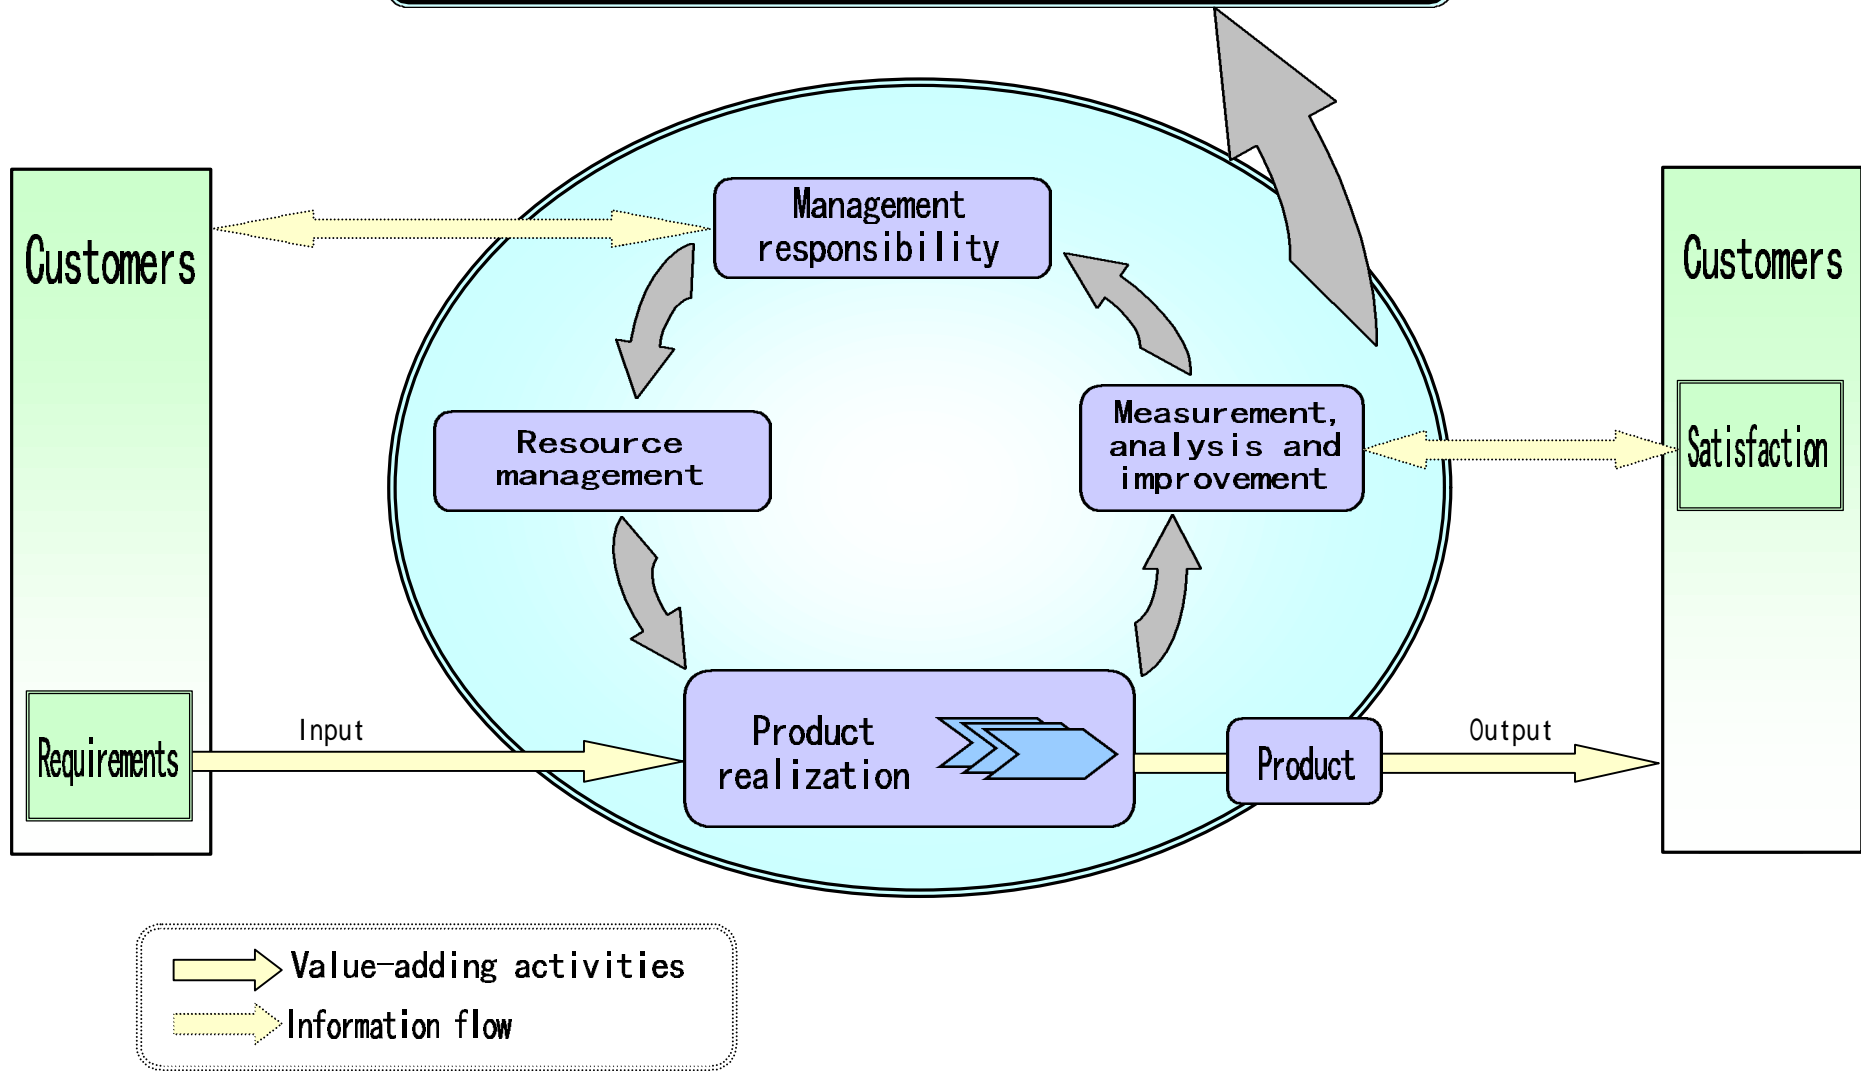 Management
responsibility
Customers
Customers
Measurement,
analysis and
improvement
Resource
management
Satisfaction
Product
realization
Input
Requirements
Product
Output
Value-adding activities
Information flow